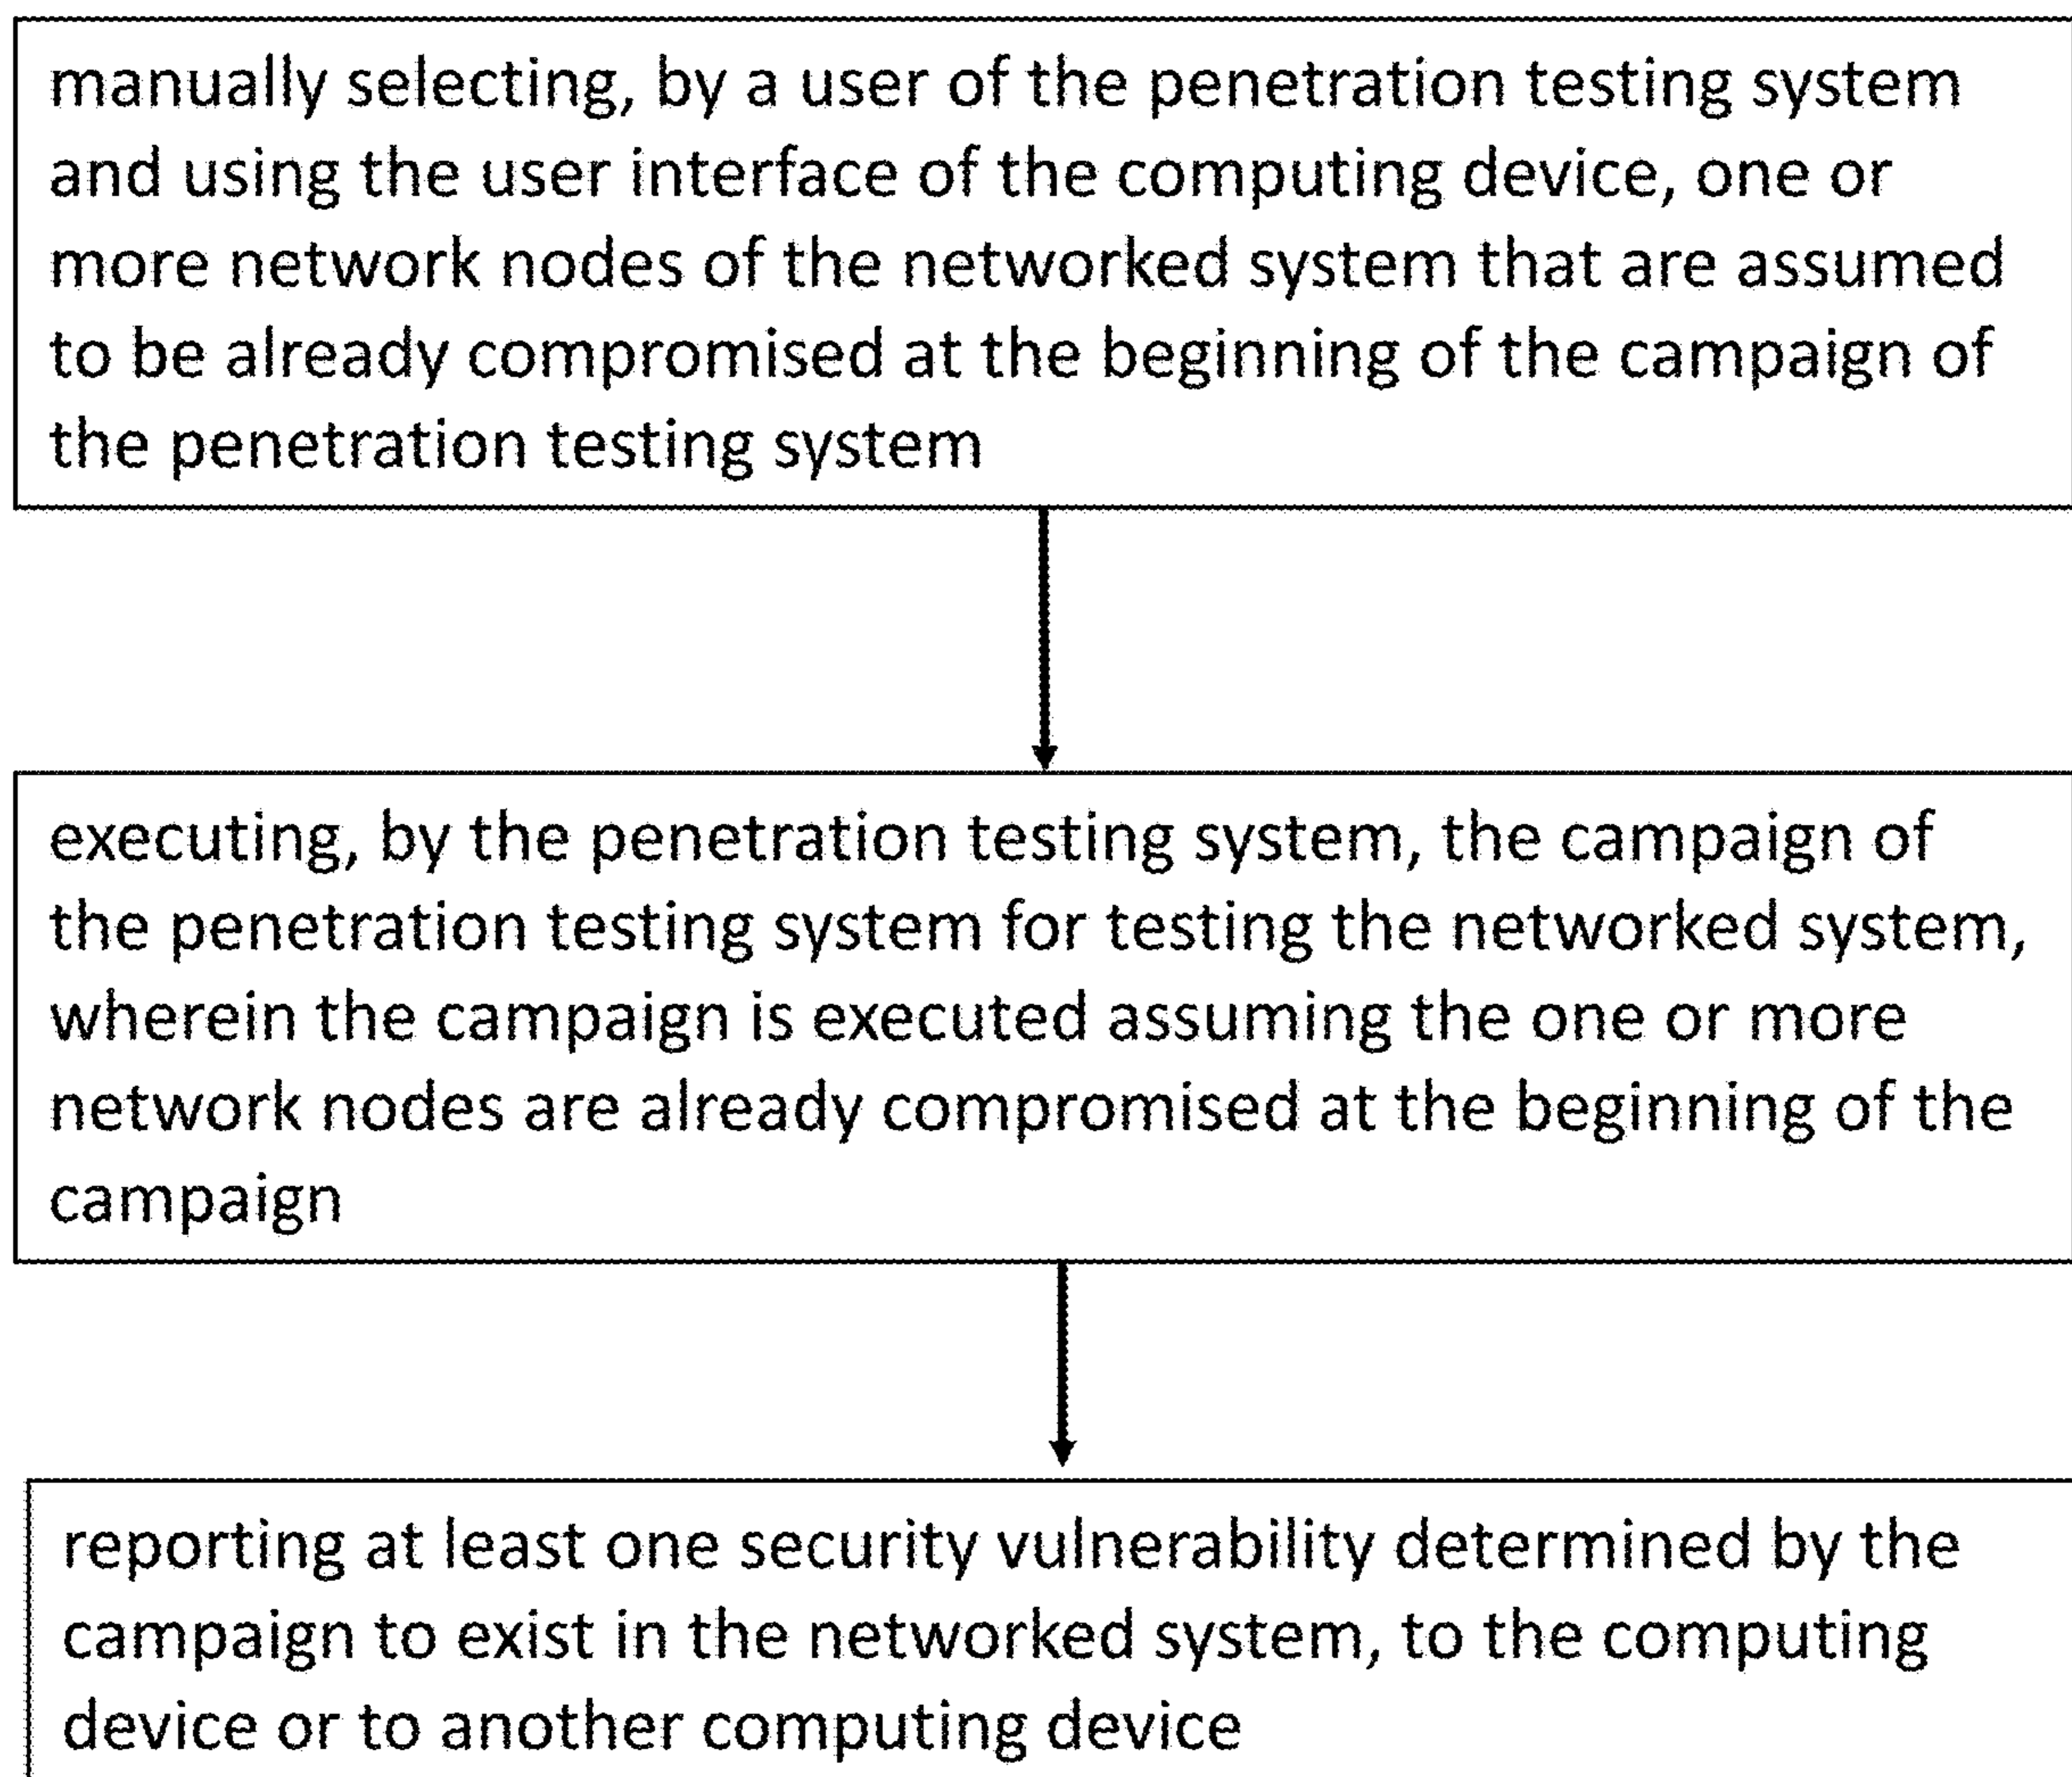 manually selecting, by a user of the penetration testing system
and using the user interface of the computing device, one or
more network nodes of the networked system that are assumed
to be already compromised at the beginning of the campaign of
the penetration testing system
executing, by the penetration testing system, the campaign of
the penetration testing system for testing the networked system,
wherein the campaign is executed assuming the one or more
network nodes are already compromised at the beginning of the
campaign
reporting at least one security vulnerability determined by the
campaign to exist in the networked system, to the computing
device or to another computing device